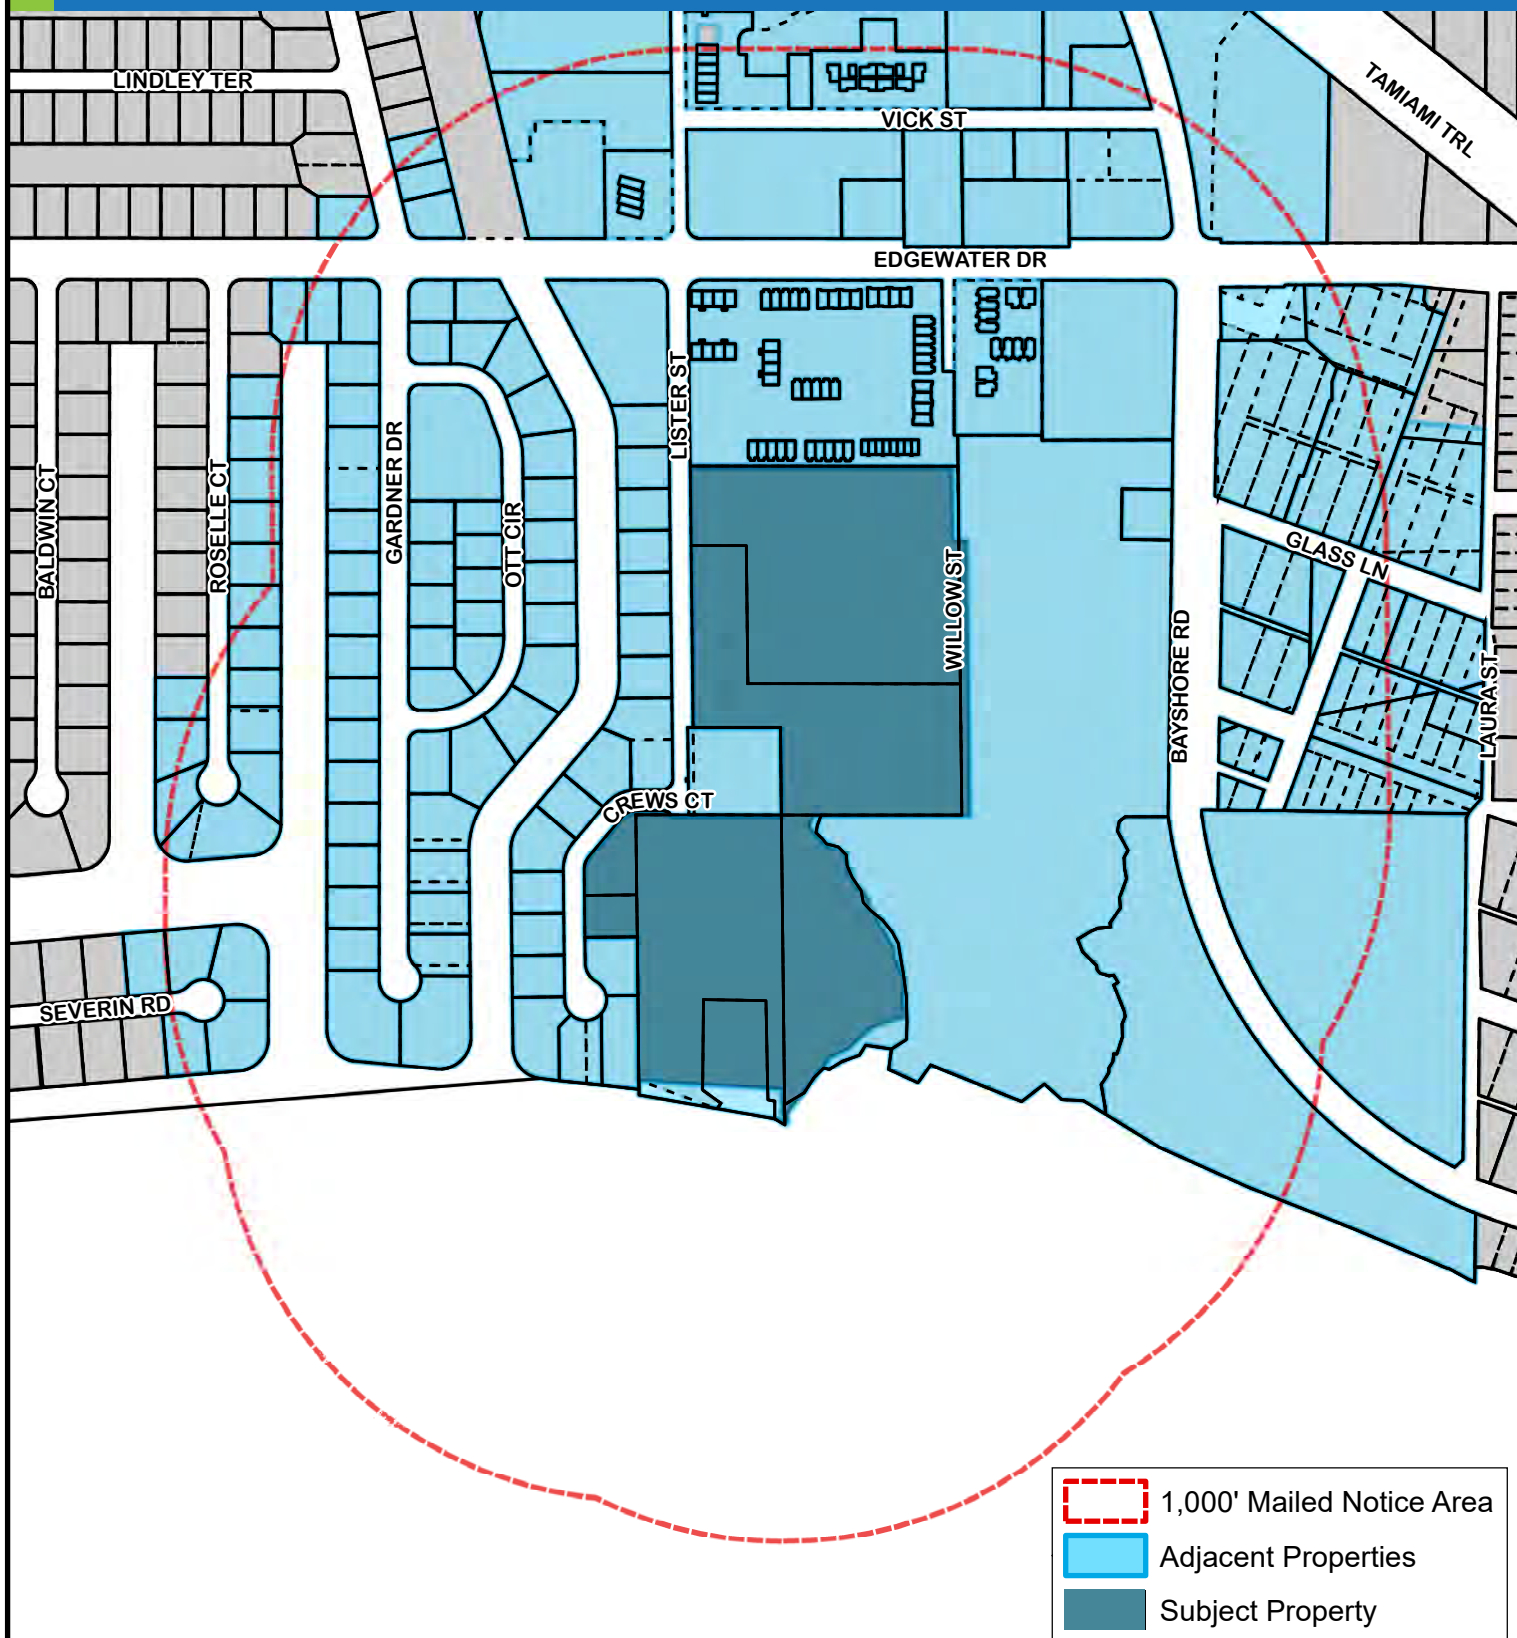 LINDLEY TER
TAMIAMI TRL
VICK ST
EDGEWATER DR
LISTER ST
GARDNER DR
BALDWIN CT
ROSELLE CT
OTT CIR
WILLOW ST
GLASS LN
BAYSHORE RD
LAURA ST
CREWS CT
SEVERIN RD
1,000' Mailed Notice Area
Adjacent Properties
Subject Property